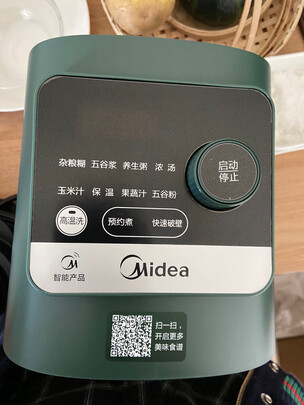 杂粮糊 五谷浆 养生粥 浓汤
启动
停止
玉米汁 保温 果蔬汁 五谷粉
高温洗 预约煮 快速破壁
智能产品
Midea
扫一扫，
开启更多
美味食谱